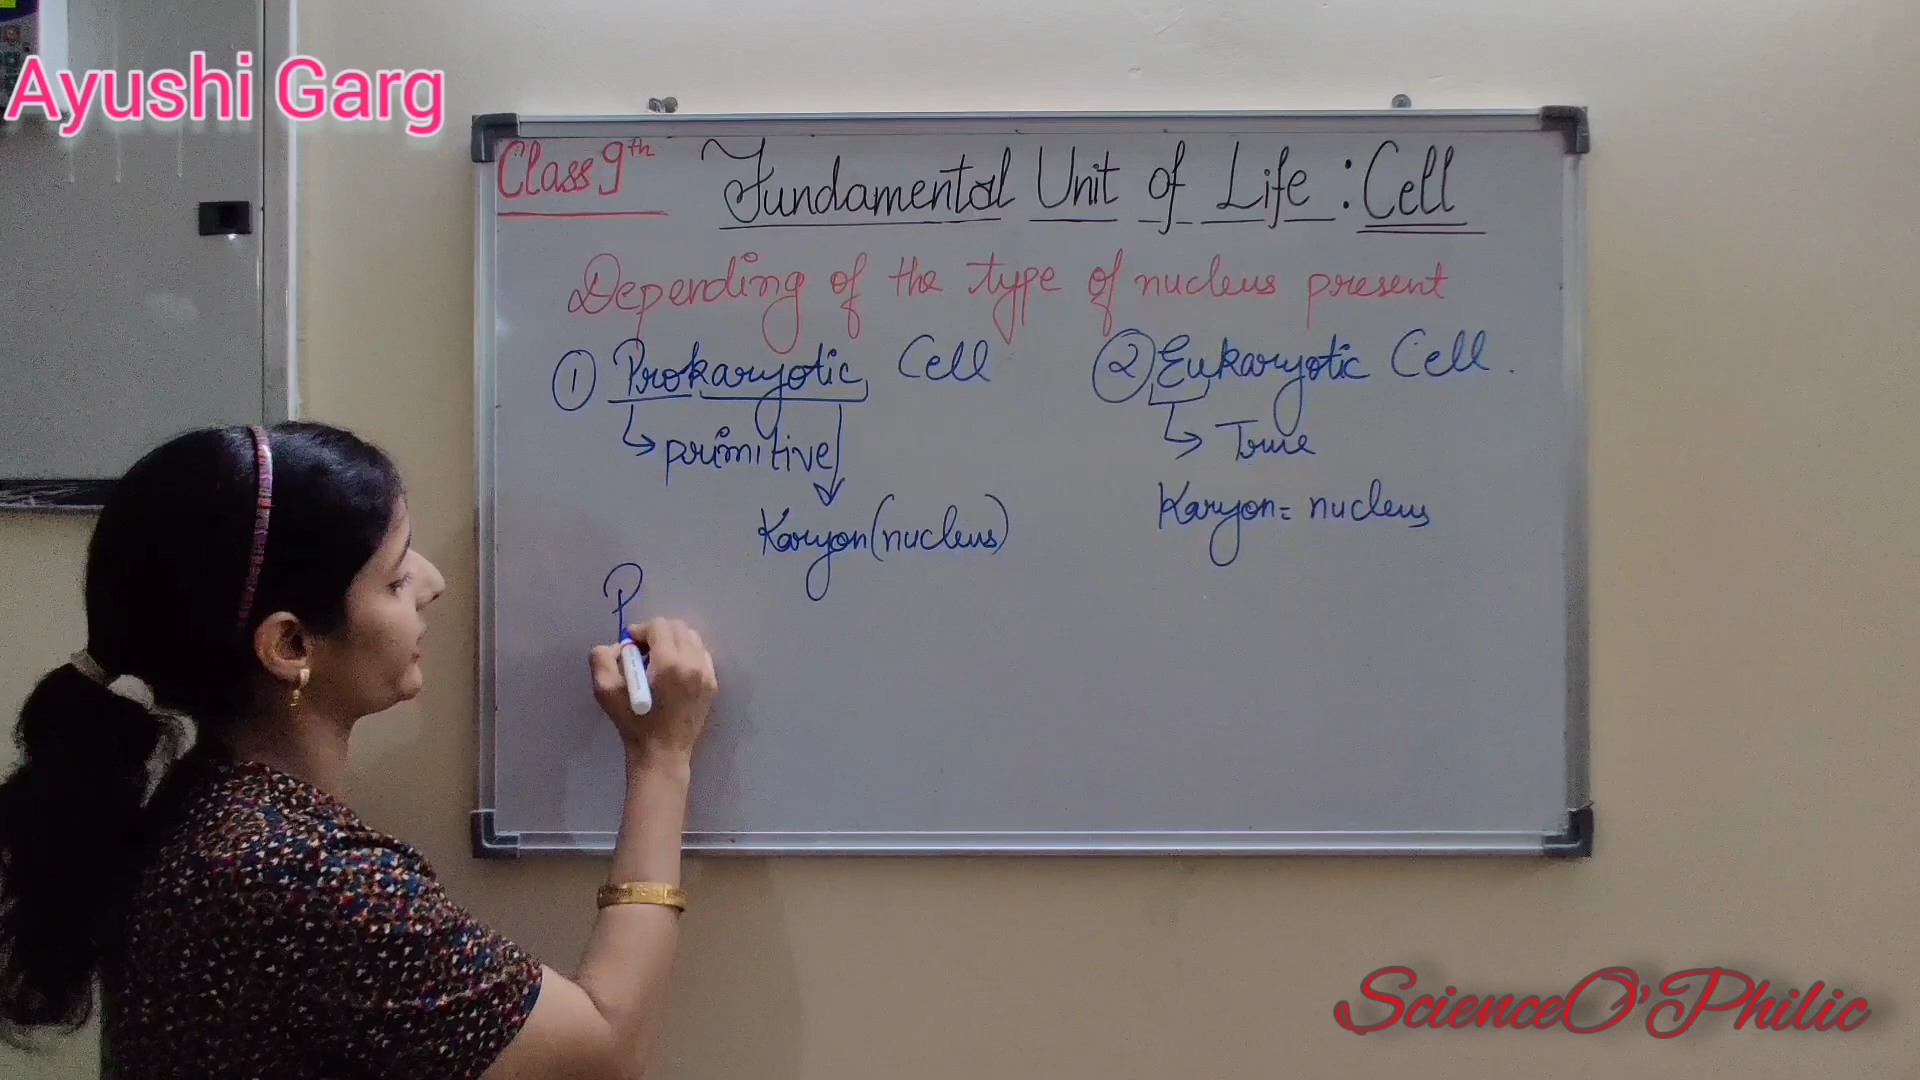 Ayushi Garg
Class 9th Fundamental Unit of Life : Cell
Depending of the type of nucleus present
① Prokaryotic Cell ② Eukaryotic Cell.
primitive True
Karyon (nucleus) Karyon = nucleus
P
ScienceO'Philic